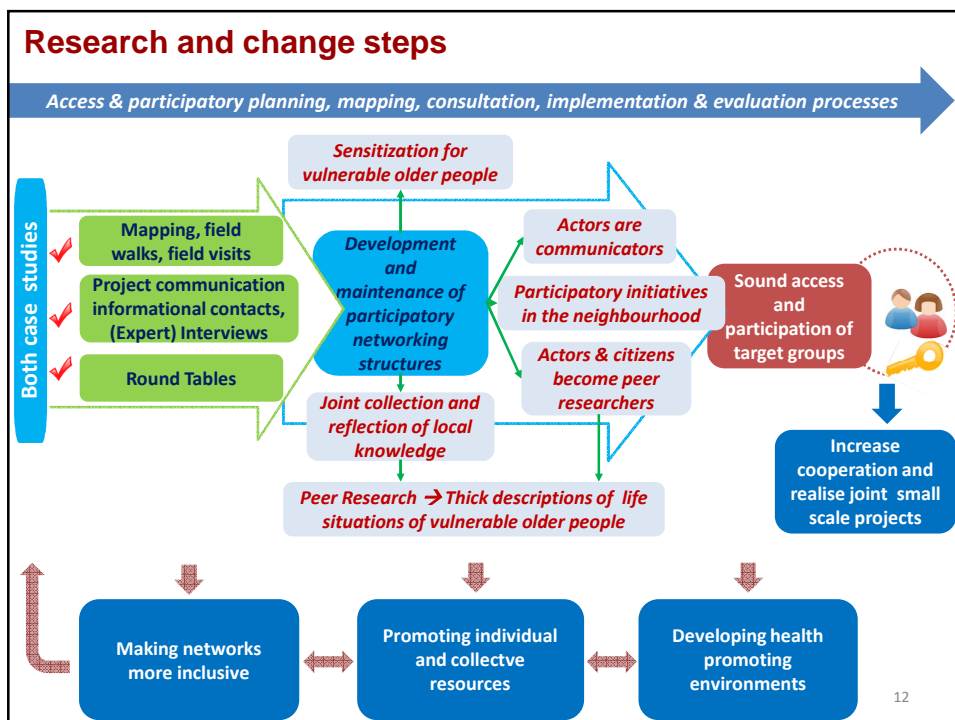 Research and change steps
Access & participatory planning, mapping, consultation, implementation & evaluation processes
Both case studies
Mapping, field
walks, field visits
Project communication
informational contacts,
(Expert) Interviews
Round Tables
Sensitization for
vulnerable older people
Development
and
maintenance of
participatory
networking
structures
Joint collection and
reflection of local
knowledge
Actors are
communicators
Participatory initiatives
in the neighbourhood
Actors & citizens
become peer
researchers
Peer Research → Thick descriptions of life
situations of vulnerable older people
Sound access
and
participation of
target groups
Increase
cooperation and
realise joint small
scale projects
Making networks
more inclusive
Promoting individual
and collectve
resources
Developing health
promoting
environments
12